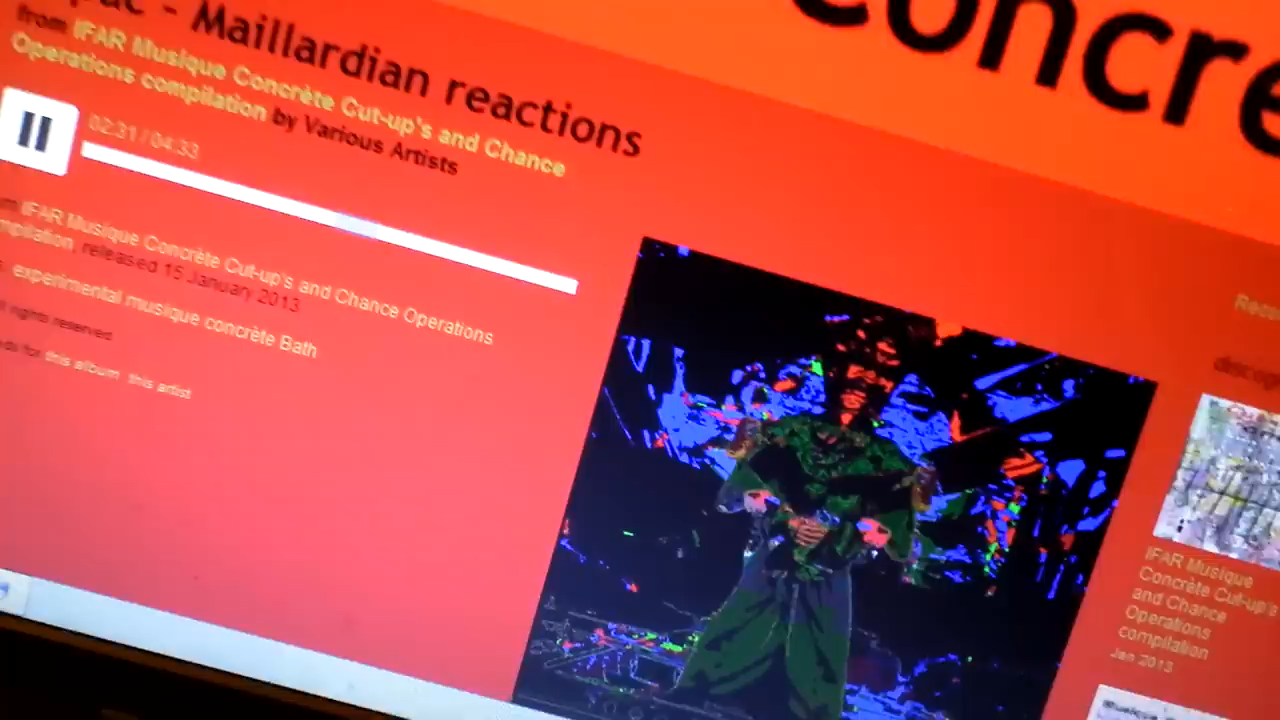 Concre
- Maillardian reactions
from IFAR Musique Concrète Cut-up's and Chance
Operations compilation by Various Artists
02:31 / 04:33
IFAR Musique Concrète Cut-up's and Chance Operations
released 15 January 2013
experimental musique concrète Bath
rights reserved
for this album this artist
IFAR Musique
Concrète Cut-up's
and Chance
Operations
compilation
Jan 2013